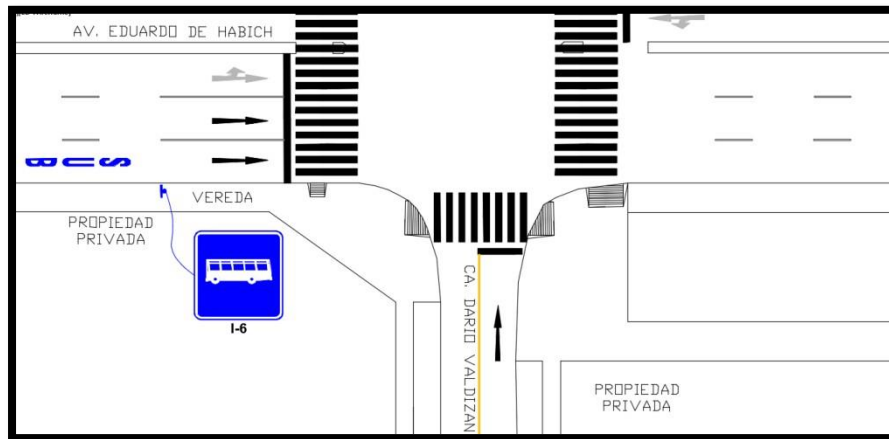 AV. EDUARDO DE HABICH
BUS
VEREDA
PROPIEDAD
PRIVADA
I-6
CA. DARIO VALDIZAN
PROPIEDAD
PRIVADA